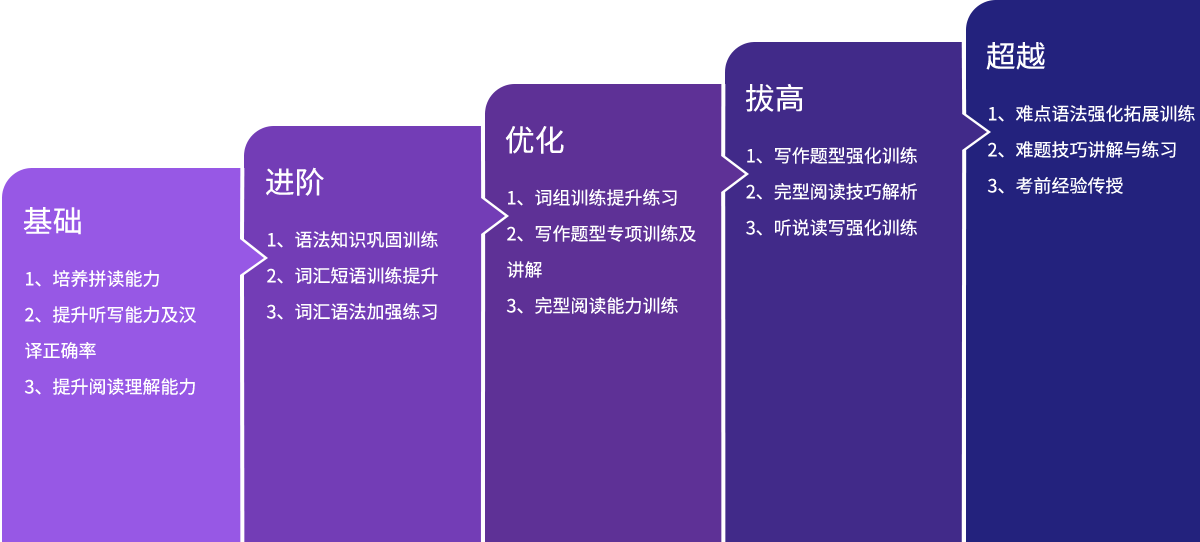 基础
1、培养拼读能力
2、提升听写能力及汉
译正确率
3、提升阅读理解能力
进阶
1、语法知识巩固训练
2、词汇短语训练提升
3、词汇语法加强练习
优化
1、词组训练提升练习
2、写作题型专项训练及
讲解
3、完型阅读能力训练
拔高
1、写作题型强化训练
2、完型阅读技巧解析
3、听说读写强化训练
超越
1、难点语法强化拓展训练
2、难题技巧讲解与练习
3、考前经验传授